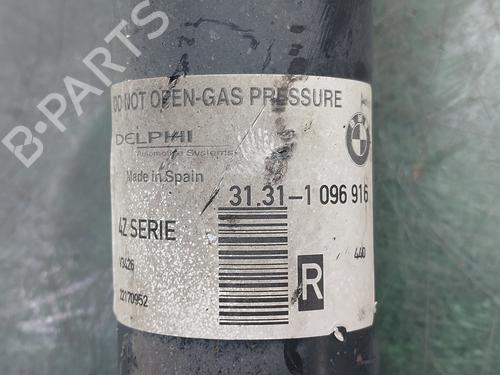 DO NOT OPEN-GAS PRESSURE
DELPHI
Automotive Systems
Made in Spain
31.31-1 096 916
4Z SERIE
V3426
22170952
R
440
B-PARTS